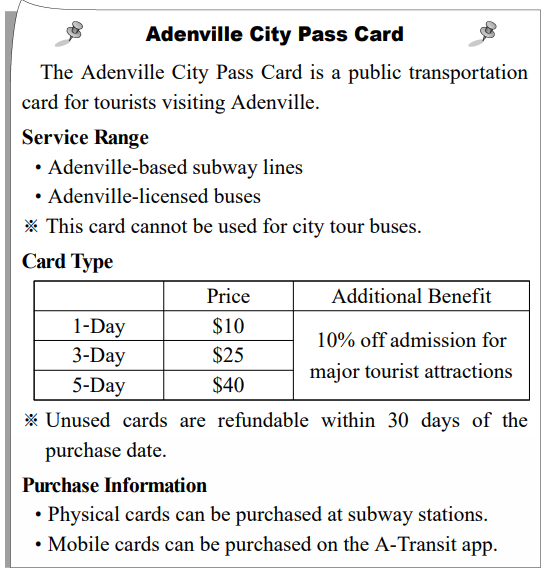 Adenville City Pass Card
The Adenville City Pass Card is a public transportation
card for tourists visiting Adenville.
Service Range
• Adenville-based subway lines
• Adenville-licensed buses
※ This card cannot be used for city tour buses.
Card Type
Price Additional Benefit
1-Day $10
3-Day $25
5-Day $40
10% off admission for
major tourist attractions
※ Unused cards are refundable within 30 days of the
purchase date.
Purchase Information
• Physical cards can be purchased at subway stations.
• Mobile cards can be purchased on the A-Transit app.